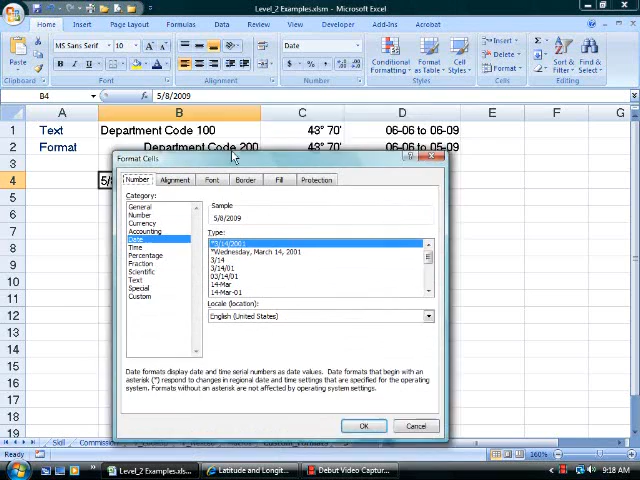 Level_2 Examples.xlsm - Microsoft Excel
Home Insert Page Layout Formulas Data Review View Developer Add-Ins Acrobat
Paste
MS Sans Serif 10
Date
Conditional Formatting
Format as Table
Cell Styles
Insert
Delete
Format
Sort & Filter
Find & Select
Clipboard Font Alignment Number Styles Cells Editing
B4 5/8/2009
A B C D E F G
1 Text Department Code 100 43° 70' 06-06 to 06-09
2 Format Department Code 200 43° 70' 06-06 to 06-09
3
4 5/8
5
6
7
8
9
10
11
12
13
14
15
16
17
18
19
Format Cells
Number Alignment Font Border Fill Protection
Category:
General
Number
Currency
Accounting
Date
Time
Percentage
Fraction
Scientific
Text
Special
Custom
Sample
5/8/2009
Type:
*3/14/2001
*Wednesday, March 14, 2001
3/14
3/14/01
03/14/01
14-Mar
14-Mar-01
Locale (location):
English (United States)
Date formats display date and time serial numbers as date values. Date formats that begin with an
asterisk (*) respond to changes in regional date and time settings that are specified for the operating
system. Formats without an asterisk are not affected by operating system settings.
OK Cancel
Skill Commission
Ready 160%
Level_2 Examples.xls... Latitude and Longit... Debut Video Captur... 9:18 AM